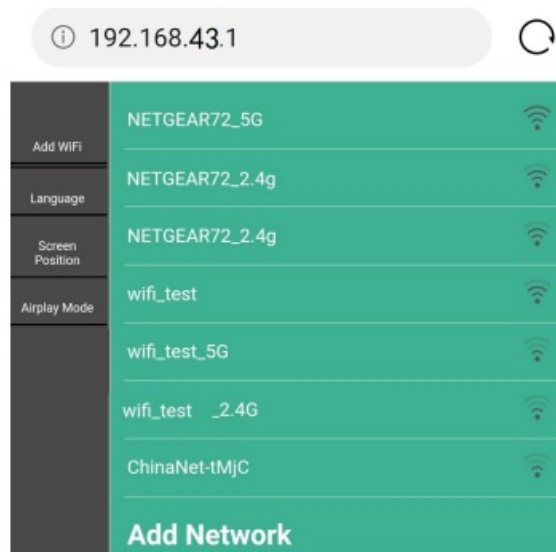 192.168.43.1
Add WiFi
Language
Screen
Position
Airplay Mode
NETGEAR72_5G
NETGEAR72_2.4g
NETGEAR72_2.4g
wifi_test
wifi_test_5G
wifi_test _2.4G
ChinaNet-tMjC
Add Network